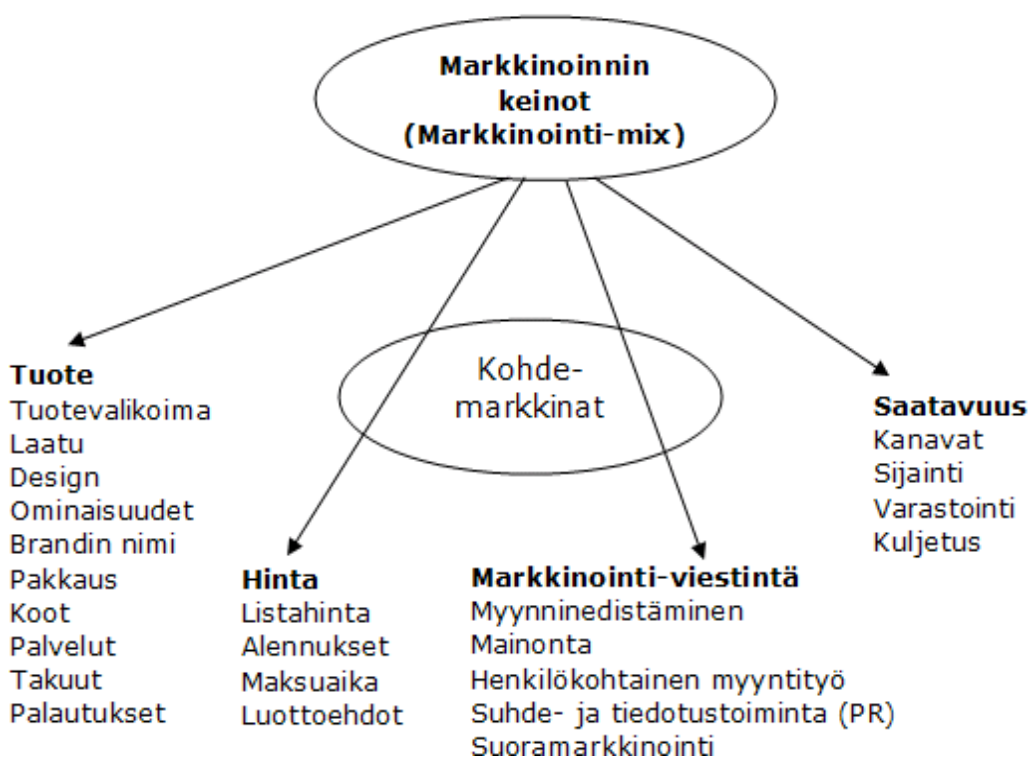 Markkinoinnin
keinot
(Markkinointi-mix)
Kohde-
markkinat
Tuote
Tuotevalikoima
Laatu
Design
Ominaisuudet
Brandin nimi
Pakkaus
Koot
Palvelut
Takuut
Palautukset
Hinta
Listahinta
Alennukset
Maksuaika
Luottoehdot
Markkinointi-viestintä
Myynninedistäminen
Mainonta
Henkilökohtainen myyntityö
Suhde- ja tiedotustoiminta (PR)
Suoramarkkinointi
Saatavuus
Kanavat
Sijainti
Varastointi
Kuljetus